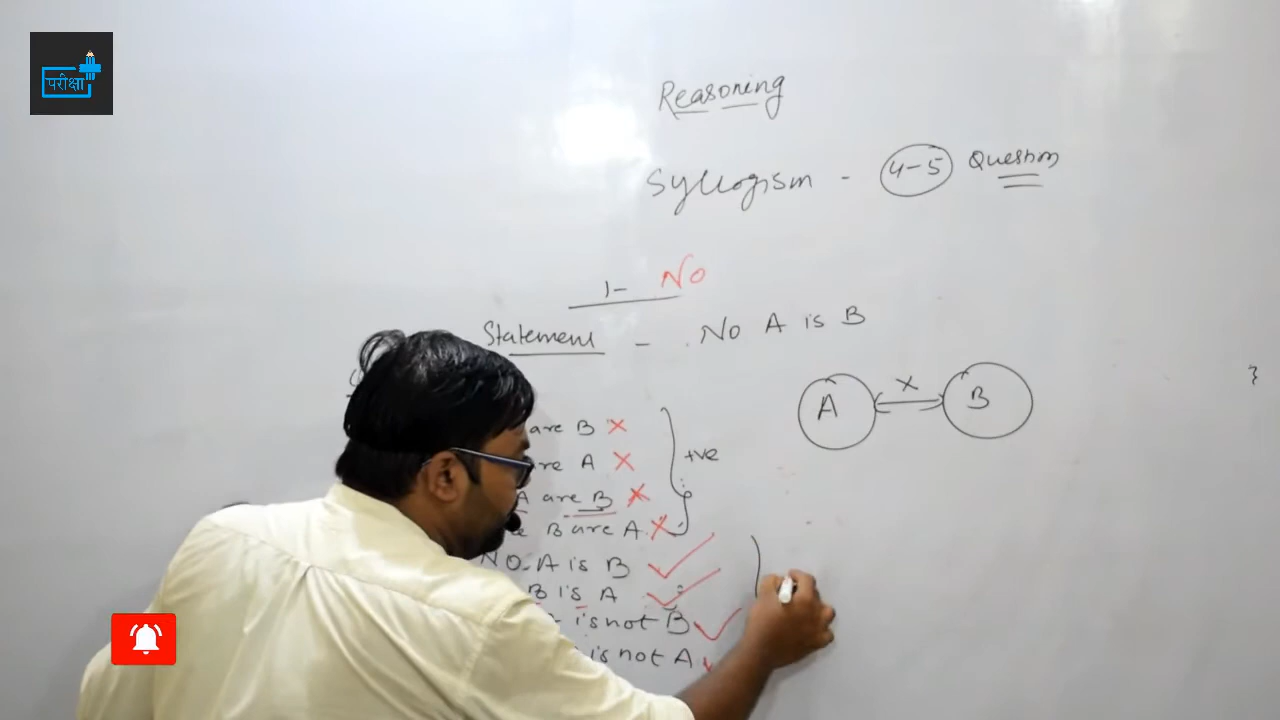 परीक्षा
Reasoning
Syllogism - 4-5 Question
1- No
Statement - No A is B
A x B
are B x
are A x
+ve
A are B x
B are A x
No A is B ✓
B is A ✓
is not B ✓
is not A ✓